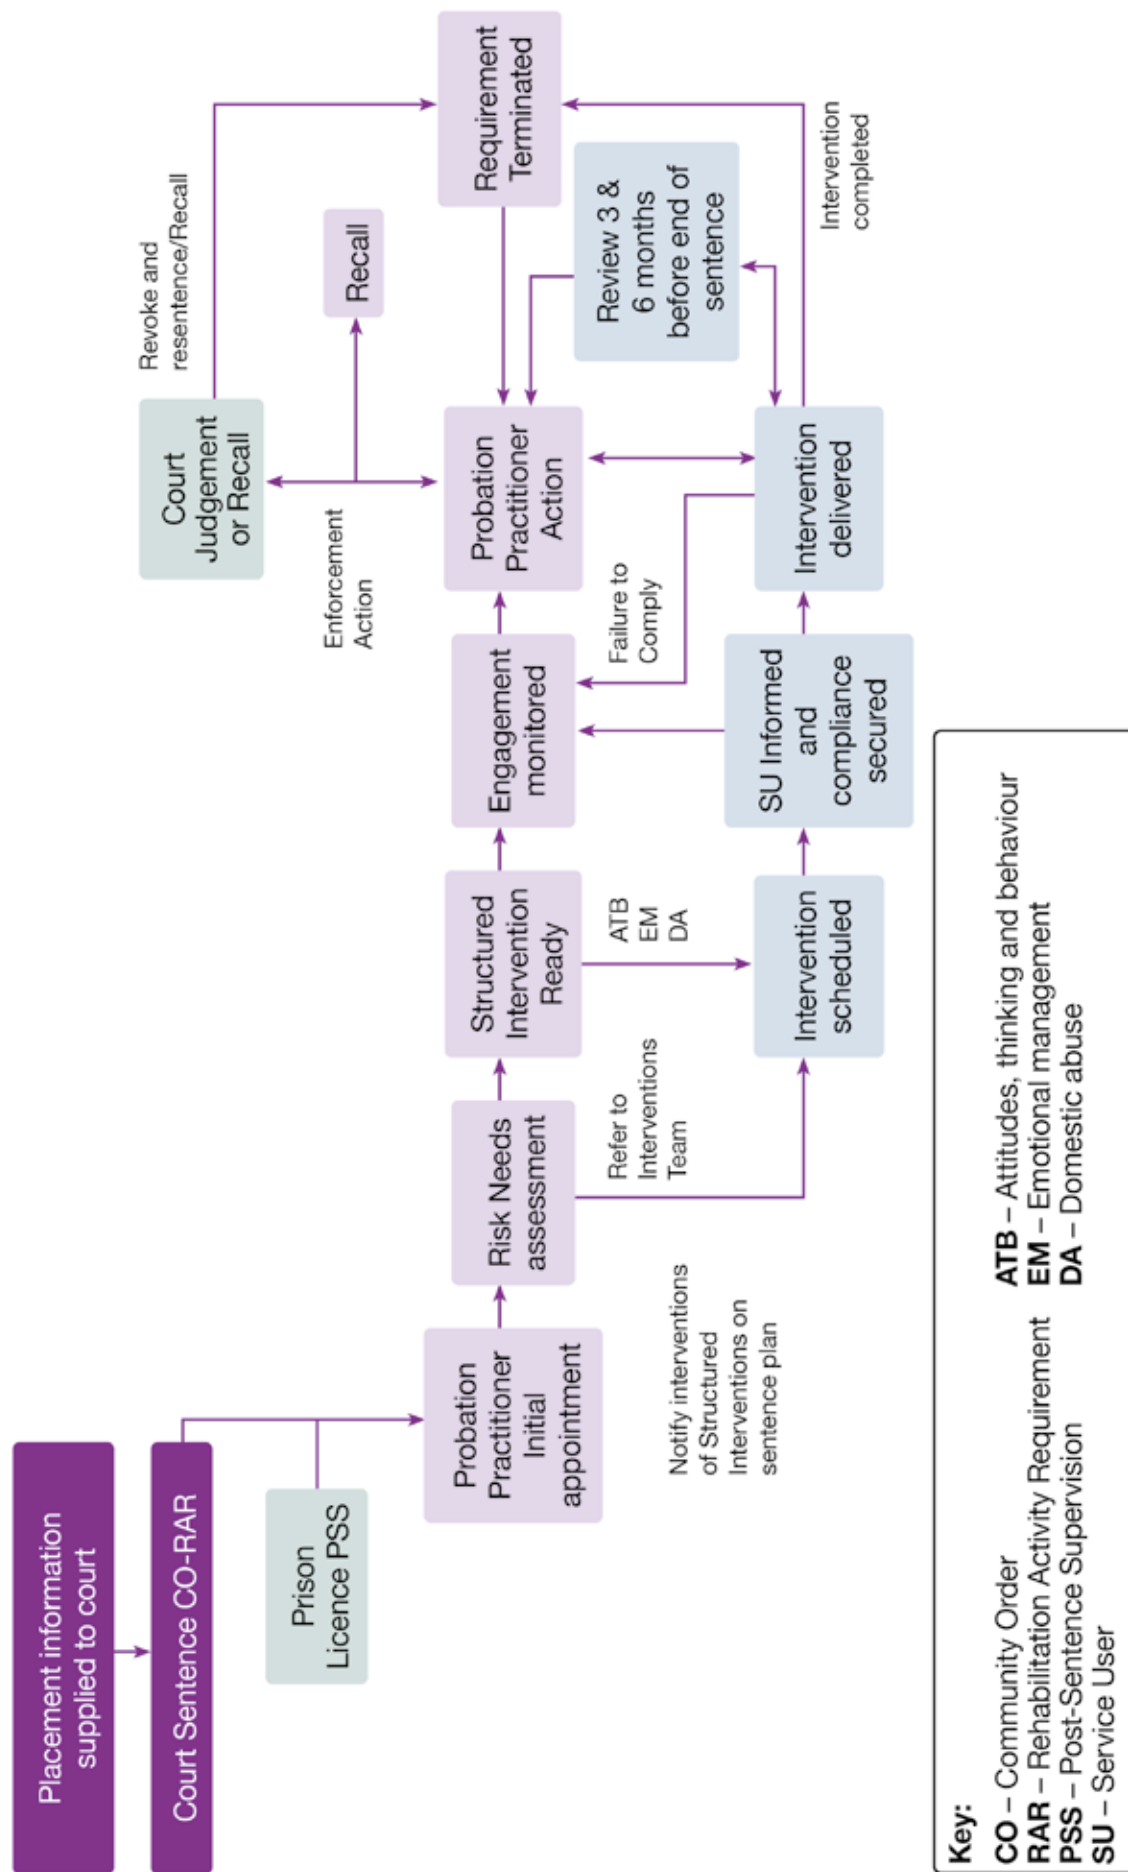 Placement information
supplied to court
Court Sentence CO-RAR
Prison
Licence PSS
Probation
Practitioner
Initial
appointment
Notify interventions
of Structured
Interventions on
sentence plan
Risk Needs
assessment
Refer to
Interventions
Team
Structured
Intervention
Ready
ATB
EM
DA
Intervention
scheduled
Engagement
monitored
SU Informed
and
compliance
secured
Failure to
Comply
Enforcement
Action
Court
Judgement
or Recall
Revoke and
resentence/Recall
Recall
Probation
Practitioner
Action
Intervention
delivered
Review 3 &
6 months
before end of
sentence
Requirement
Terminated
Intervention
completed
Key:
CO – Community Order
RAR – Rehabilitation Activity Requirement
PSS – Post-Sentence Supervision
SU – Service User
ATB – Attitudes, thinking and behaviour
EM – Emotional management
DA – Domestic abuse